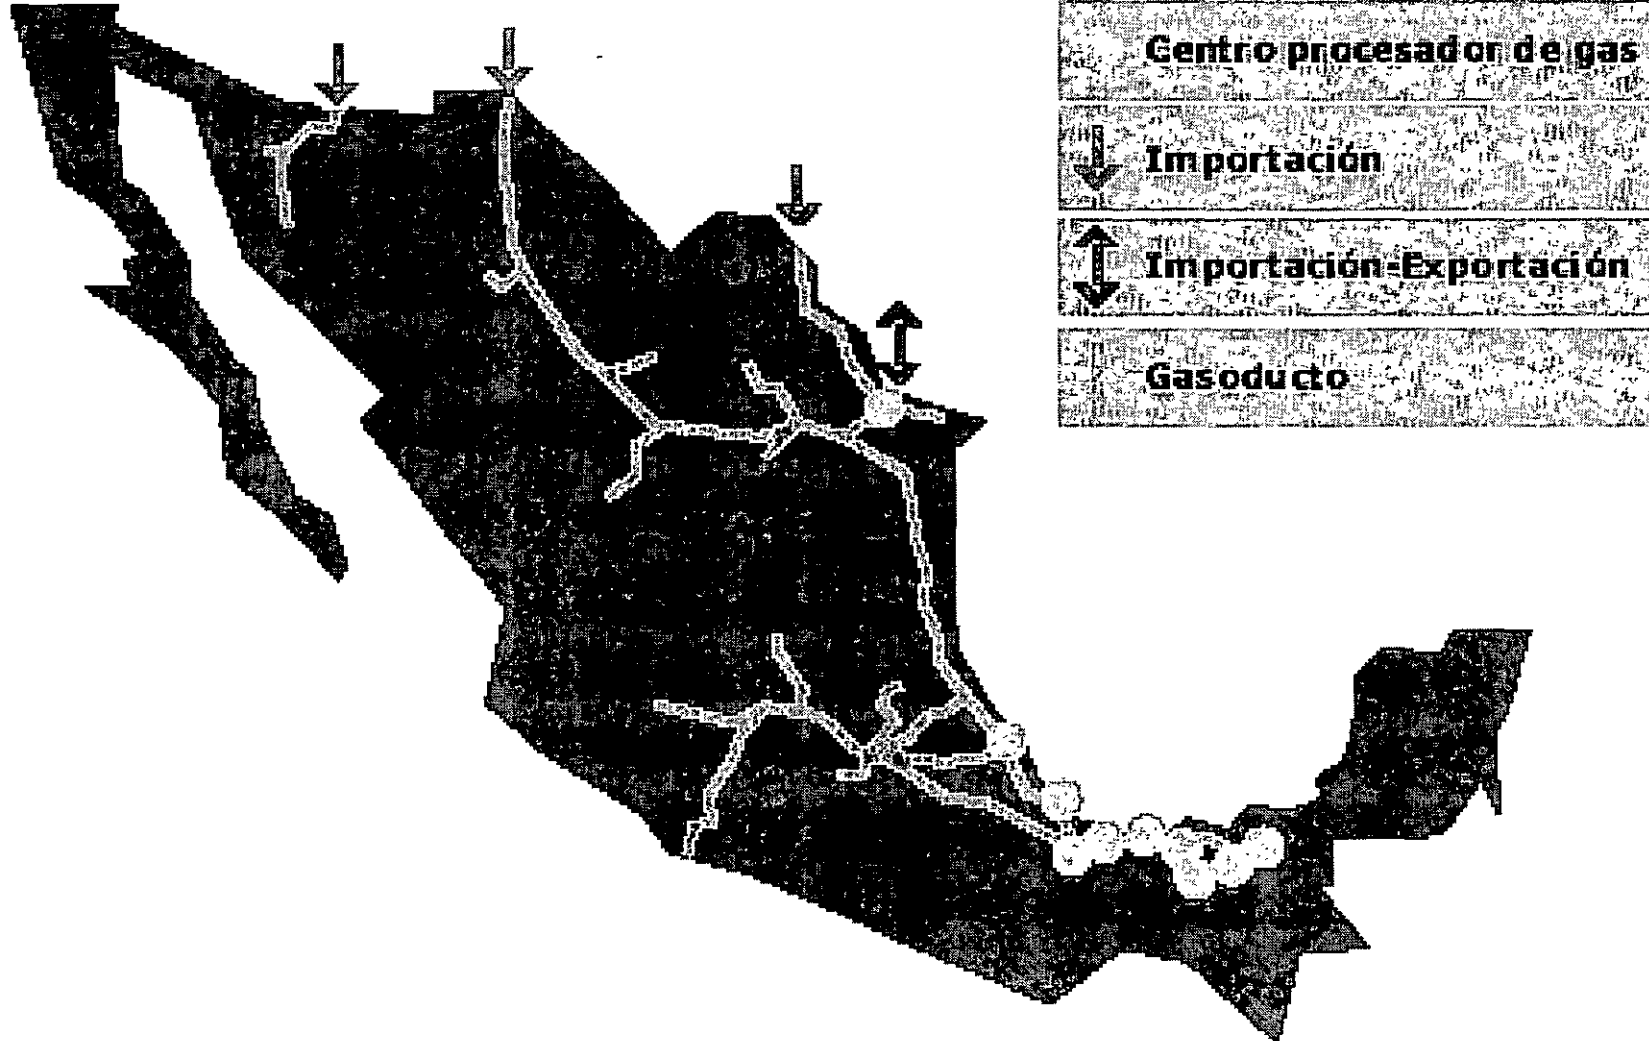 Centro procesador de gas
Importación
Importación-Exportación
Gasoducto